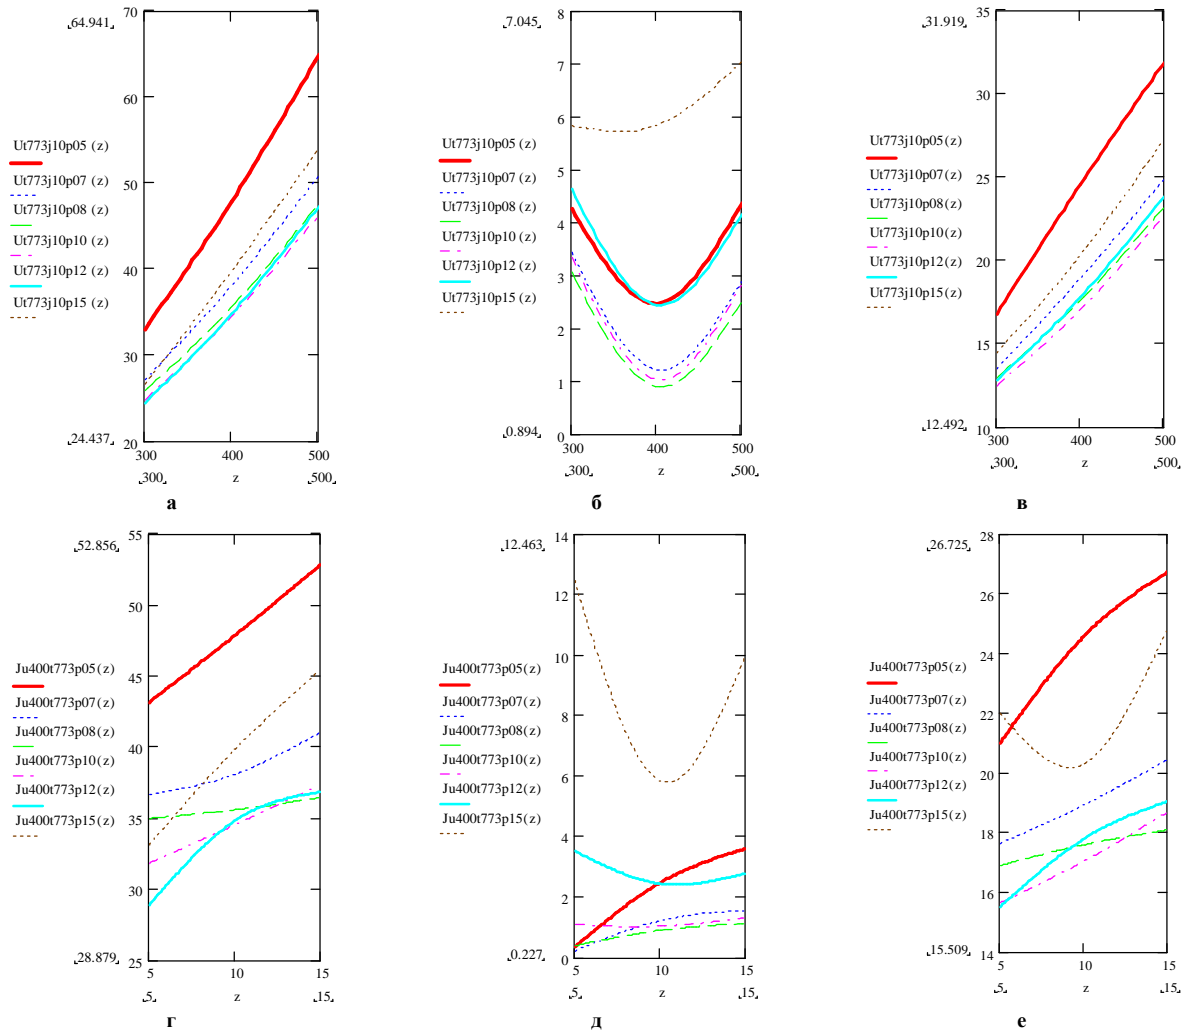 64.941
70
60
50
40
30
20
24.437
Ut773j10p05 (z)
Ut773j10p07 (z)
Ut773j10p08 (z)
Ut773j10p10 (z)
Ut773j10p12 (z)
Ut773j10p15 (z)
300 400 500
300 z 500
а
7.045
8
7
6
5
4
3
2
1
0
0.894
Ut773j10p05 (z)
Ut773j10p07 (z)
Ut773j10p08 (z)
Ut773j10p10 (z)
Ut773j10p12 (z)
Ut773j10p15 (z)
300 400 500
300 z 500
б
31.919
35
30
25
20
15
10
12.492
Ut773j10p05 (z)
Ut773j10p07(z)
Ut773j10p08(z)
Ut773j10p10(z)
Ut773j10p12(z)
Ut773j10p15(z)
300 400 500
300 z 500
в
52.856
55
50
45
40
35
30
25
28.879
Ju400t773p05(z)
Ju400t773p07(z)
Ju400t773p08(z)
Ju400t773p10(z)
Ju400t773p12(z)
Ju400t773p15(z)
5 10 15
5 z 15
г
12.463
14
12
10
8
6
4
2
0
0.227
Ju400t773p05(z)
Ju400t773p07(z)
Ju400t773p08(z)
Ju400t773p10(z)
Ju400t773p12(z)
Ju400t773p15(z)
5 10 15
5 z 15
д
26.725
28
26
24
22
20
18
16
14
15.509
Ju400t773p05(z)
Ju400t773p07(z)
Ju400t773p08(z)
Ju400t773p10(z)
Ju400t773p12(z)
Ju400t773p15(z)
5 10 15
5 z 15
е